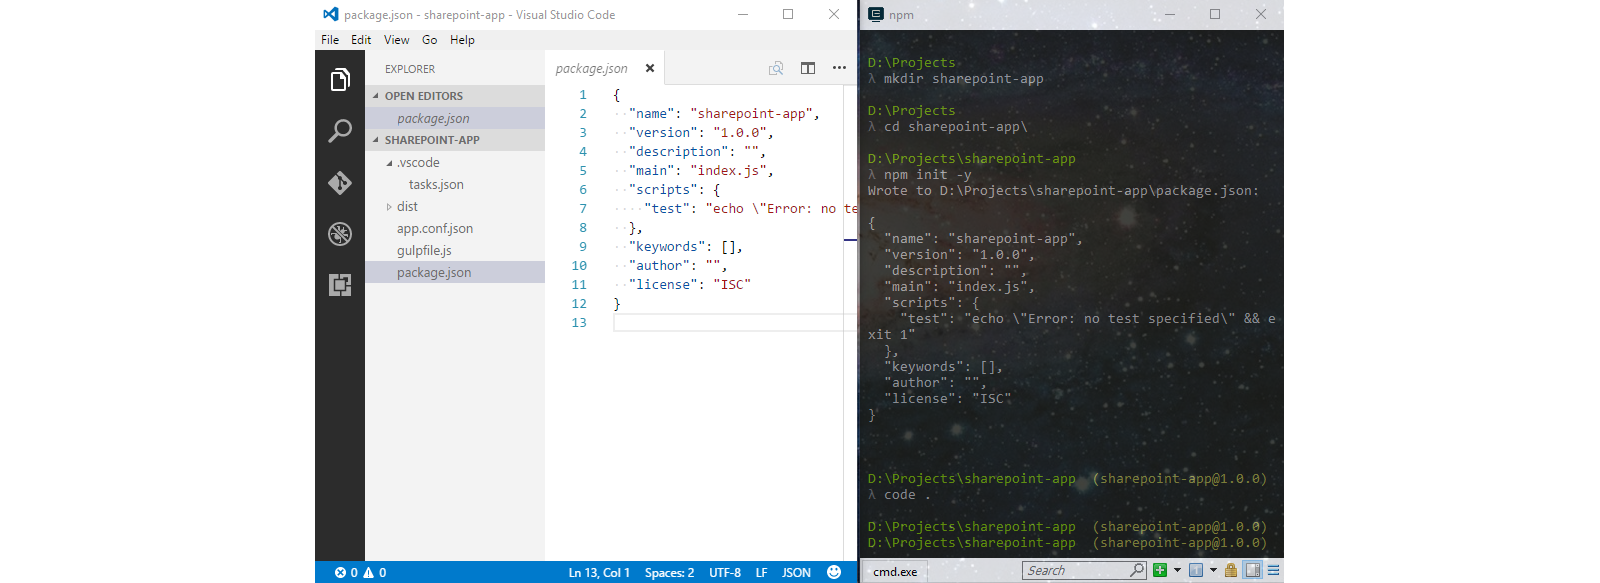 package.json - sharepoint-app - Visual Studio Code
File Edit View Go Help
EXPLORER
OPEN EDITORS
package.json
SHAREPOINT-APP
.vscode
tasks.json
dist
app.conf.json
gulpfile.js
package.json
package.json
1 {
2 "name": "sharepoint-app",
3 "version": "1.0.0",
4 "description": "",
5 "main": "index.js",
6 "scripts": {
7 "test": "echo \"Error: no te
8 },
9 "keywords": [],
10 "author": "",
11 "license": "ISC"
12 }
13
0 0 Ln 13, Col 1 Spaces: 2 UTF-8 LF JSON
npm
D:\Projects
λ mkdir sharepoint-app
D:\Projects
λ cd sharepoint-app\
D:\Projects\sharepoint-app
λ npm init -y
Wrote to D:\Projects\sharepoint-app\package.json:
{
"name": "sharepoint-app",
"version": "1.0.0",
"description": "",
"main": "index.js",
"scripts": {
"test": "echo \"Error: no test specified\" && e
xit 1"
},
"keywords": [],
"author": "",
"license": "ISC"
}
D:\Projects\sharepoint-app (sharepoint-app@1.0.0)
λ code .
D:\Projects\sharepoint-app (sharepoint-app@1.0.0)
D:\Projects\sharepoint-app (sharepoint-app@1.0.0)
cmd.exe Search